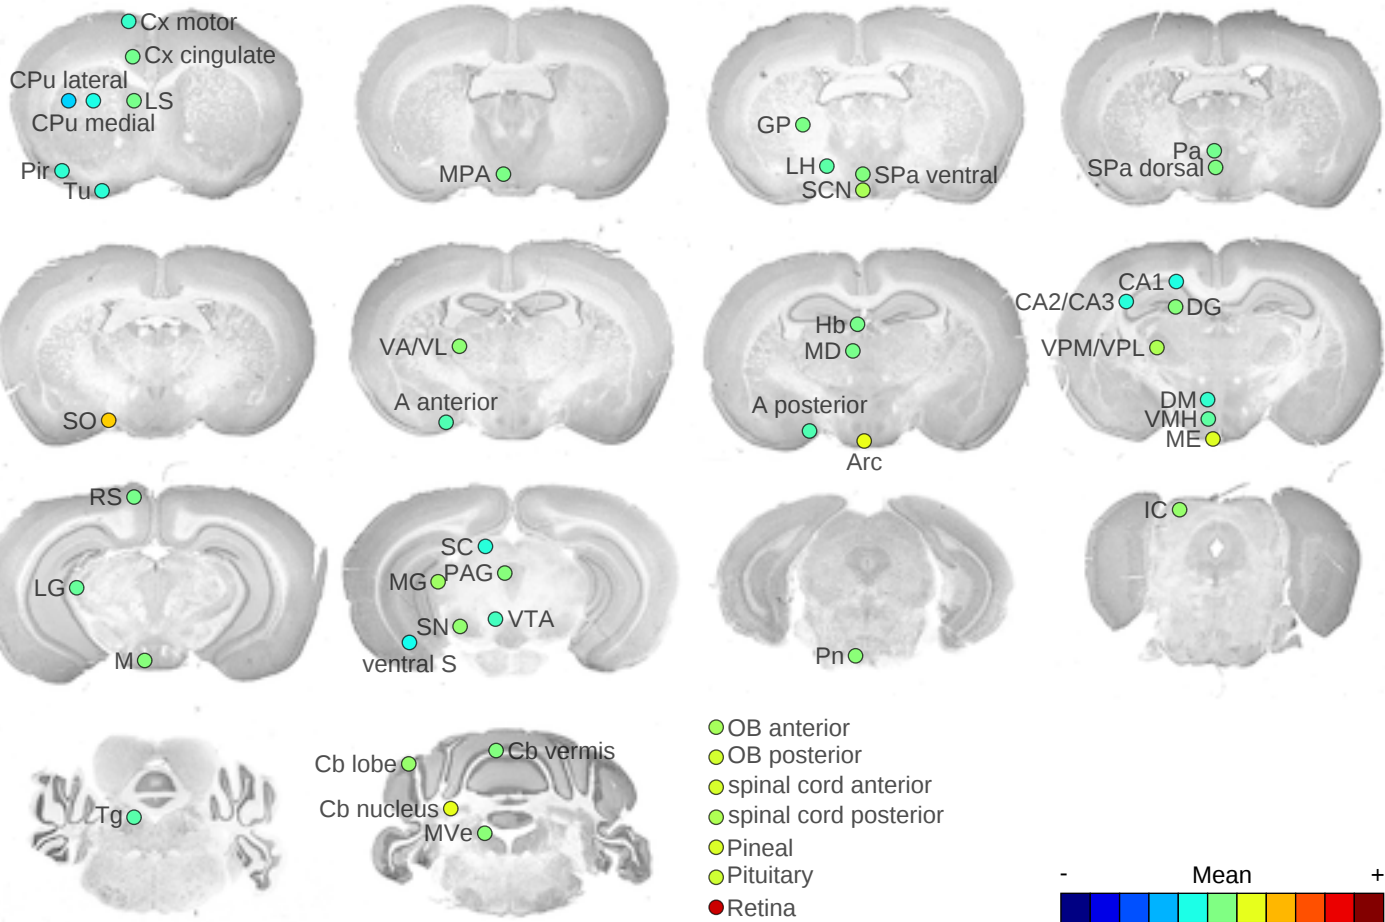 Cx motor
Cx cingulate
CPu lateral
LS
CPu medial
Pir
Tu
MPA
GP
LH
SPa ventral
SCN
Pa
SPa dorsal
SO
VA/VL
A anterior
Hb
MD
A posterior
Arc
CA1
CA2/CA3
DG
VPM/VPL
DM
VMH
ME
RS
LG
M
SC
MG
PAG
SN
VTA
ventral S
Pn
IC
Tg
Cb lobe
Cb vermis
Cb nucleus
MVe
OB anterior
OB posterior
spinal cord anterior
spinal cord posterior
Pineal
Pituitary
Retina
- Mean +